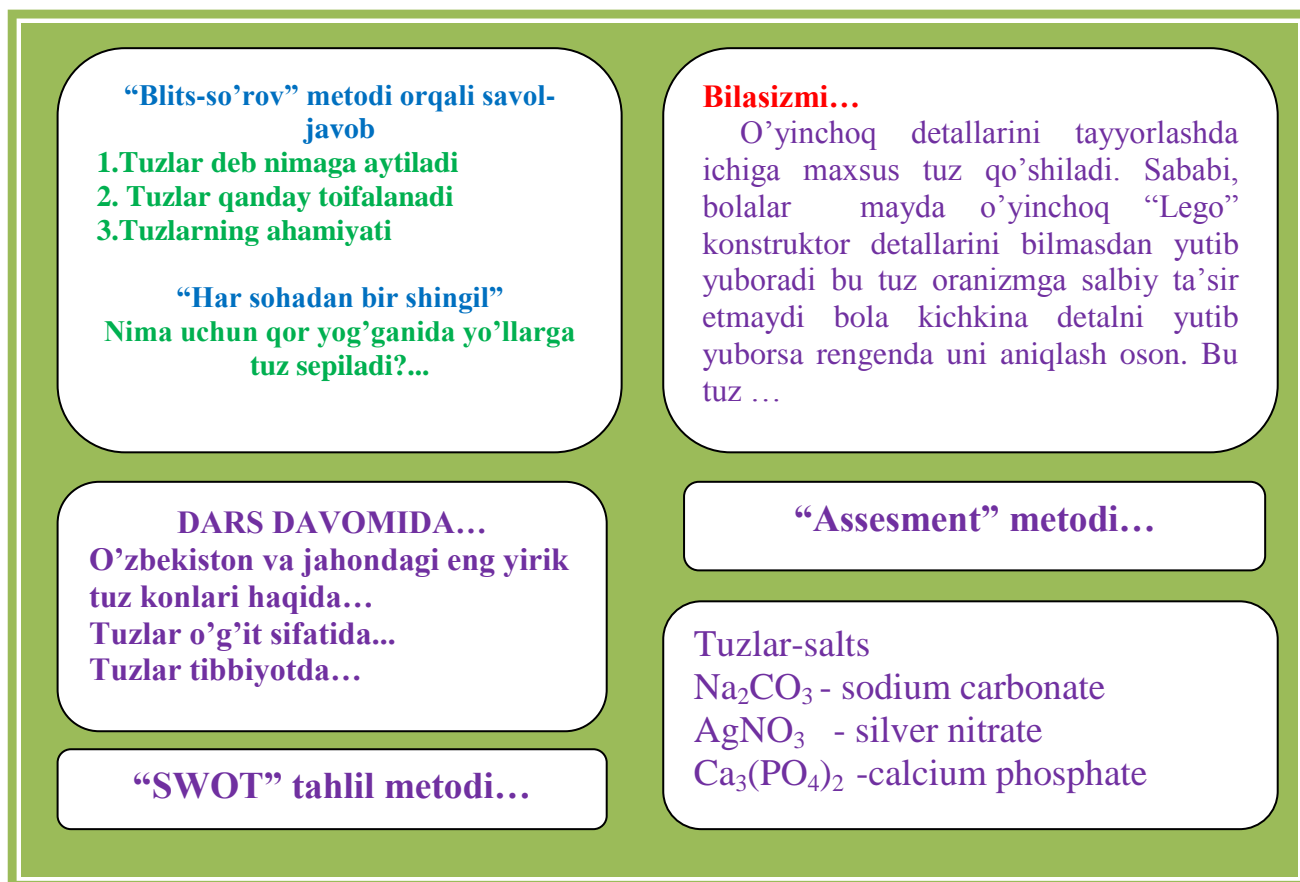 “Blits-so’rov” metodi orqali savol-
javob
1.Tuzlar deb nimaga aytiladi
2. Tuzlar qanday toifalanadi
3.Tuzlarning ahamiyati
“Har sohadan bir shingil”
Nima uchun qor yog’ganida yo’llarga
tuz sepiladi?...
Bilasizmi…
O’yinchoq detallarini tayyorlashda
ichiga maxsus tuz qo’shiladi. Sababi,
bolalar mayda o’yinchoq “Lego”
konstruktor detallarini bilmasdan yutib
yuboradi bu tuz oranizmga salbiy ta’sir
etmaydi bola kichkina detalni yutib
yuborsa rengenda uni aniqlash oson. Bu
tuz …
DARS DAVOMIDA…
O’zbekiston va jahondagi eng yirik
tuz konlari haqida…
Tuzlar o’g’it sifatida...
Tuzlar tibbiyotda…
“SWOT” tahlil metodi…
“Assesment” metodi…
Tuzlar-salts
Na₂CO₃ - sodium carbonate
AgNO₃ - silver nitrate
Ca₃(PO₄)₂ -calcium phosphate